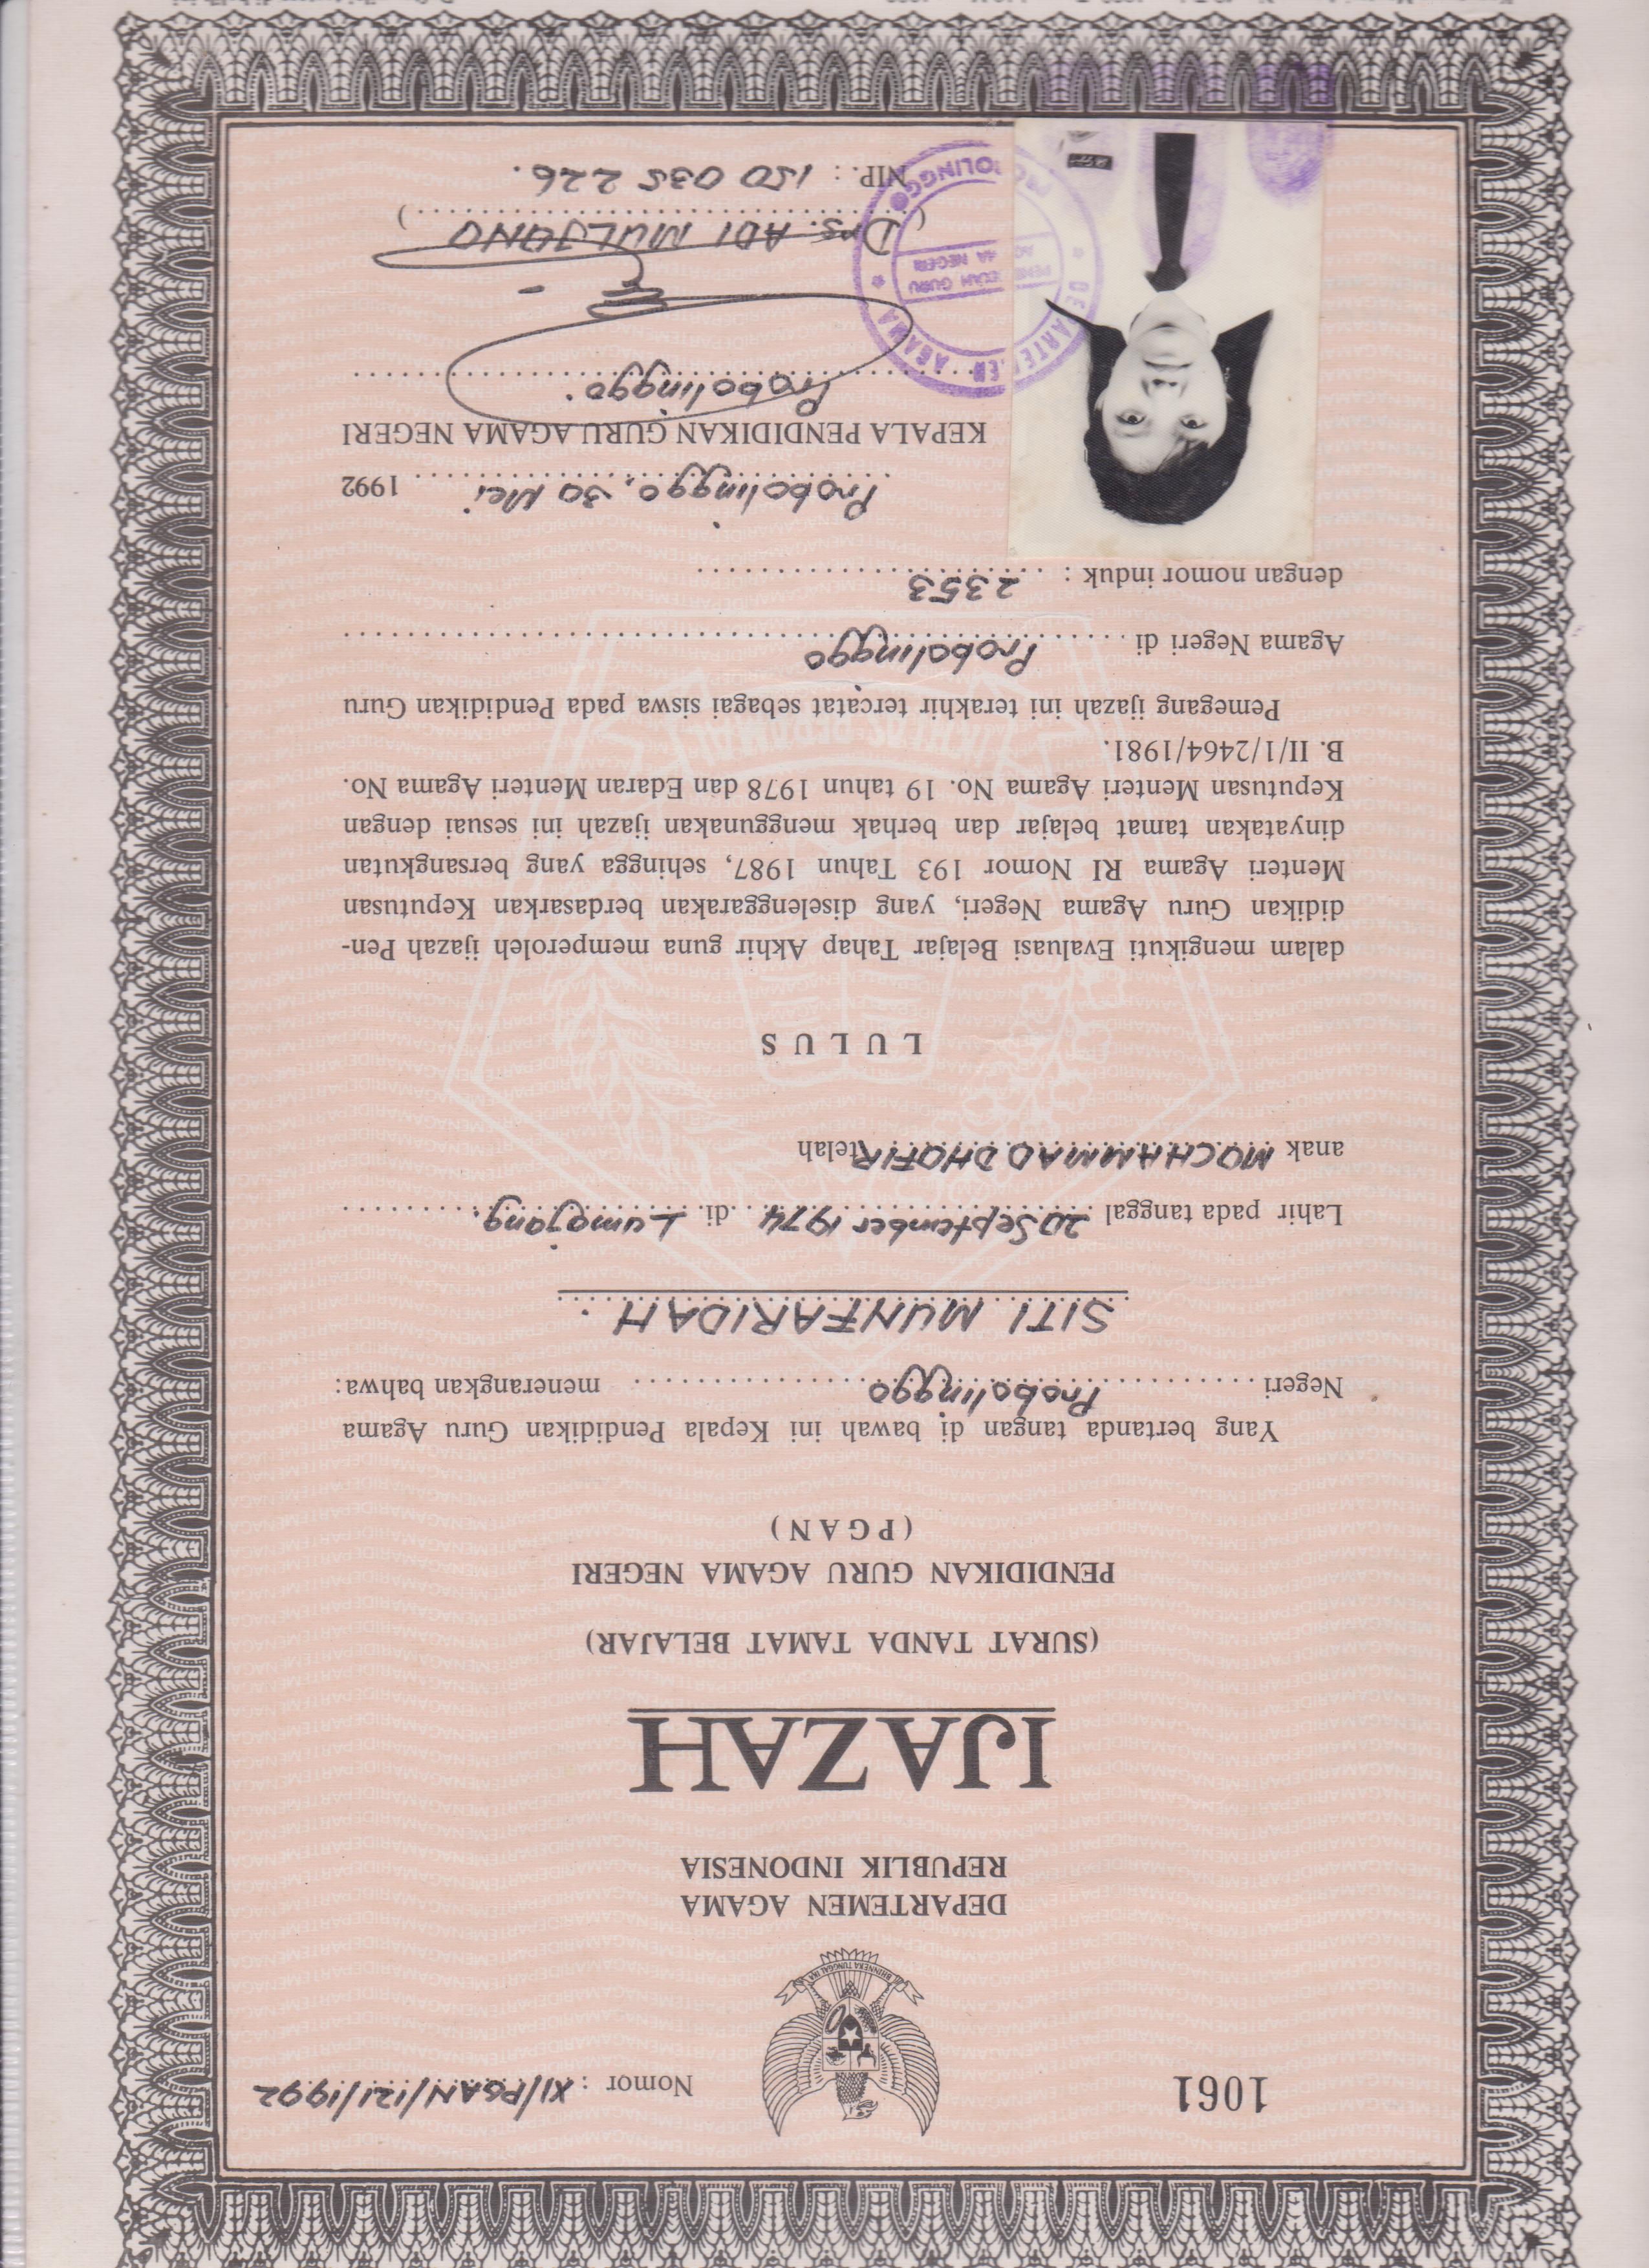 1061
Nomor : XI/PGAN/121/1992
BHINNEKA TUNGGAL IKA
DEPARTEMEN AGAMA
REPUBLIK INDONESIA
IJAZAH
(SURAT TANDA TAMAT BELAJAR)
PENDIDIKAN GURU AGAMA NEGERI
( P G A N )
Yang bertanda tangan di bawah ini Kepala Pendidikan Guru Agama
Negeri Probolinggo menerangkan bahwa:
SITI MUNFARIDAH.
Lahir pada tanggal 20 September 1974 di Lumajang.
anak MOCHAMMAD DHOFIR telah
L U L U S
dalam mengikuti Evaluasi Belajar Tahap Akhir guna memperoleh ijazah Pen-
didikan Guru Agama Negeri, yang diselenggarakan berdasarkan Keputusan
Menteri Agama RI Nomor 193 Tahun 1987, sehingga yang bersangkutan
dinyatakan tamat belajar dan berhak menggunakan ijazah ini sesuai dengan
Keputusan Menteri Agama No. 19 tahun 1978 dan Edaran Menteri Agama No.
B. II/1/2464/1981.
Pemegang ijazah ini terakhir tercatat sebagai siswa pada Pendidikan Guru
Agama Negeri di Probolinggo
dengan nomor induk : 2353
Probolinggo, 30 Mei 1992
KEPALA PENDIDIKAN GURU AGAMA NEGERI
Probolinggo.
(Drs. ADI MULJONO)
NIP. : 150 035 226.